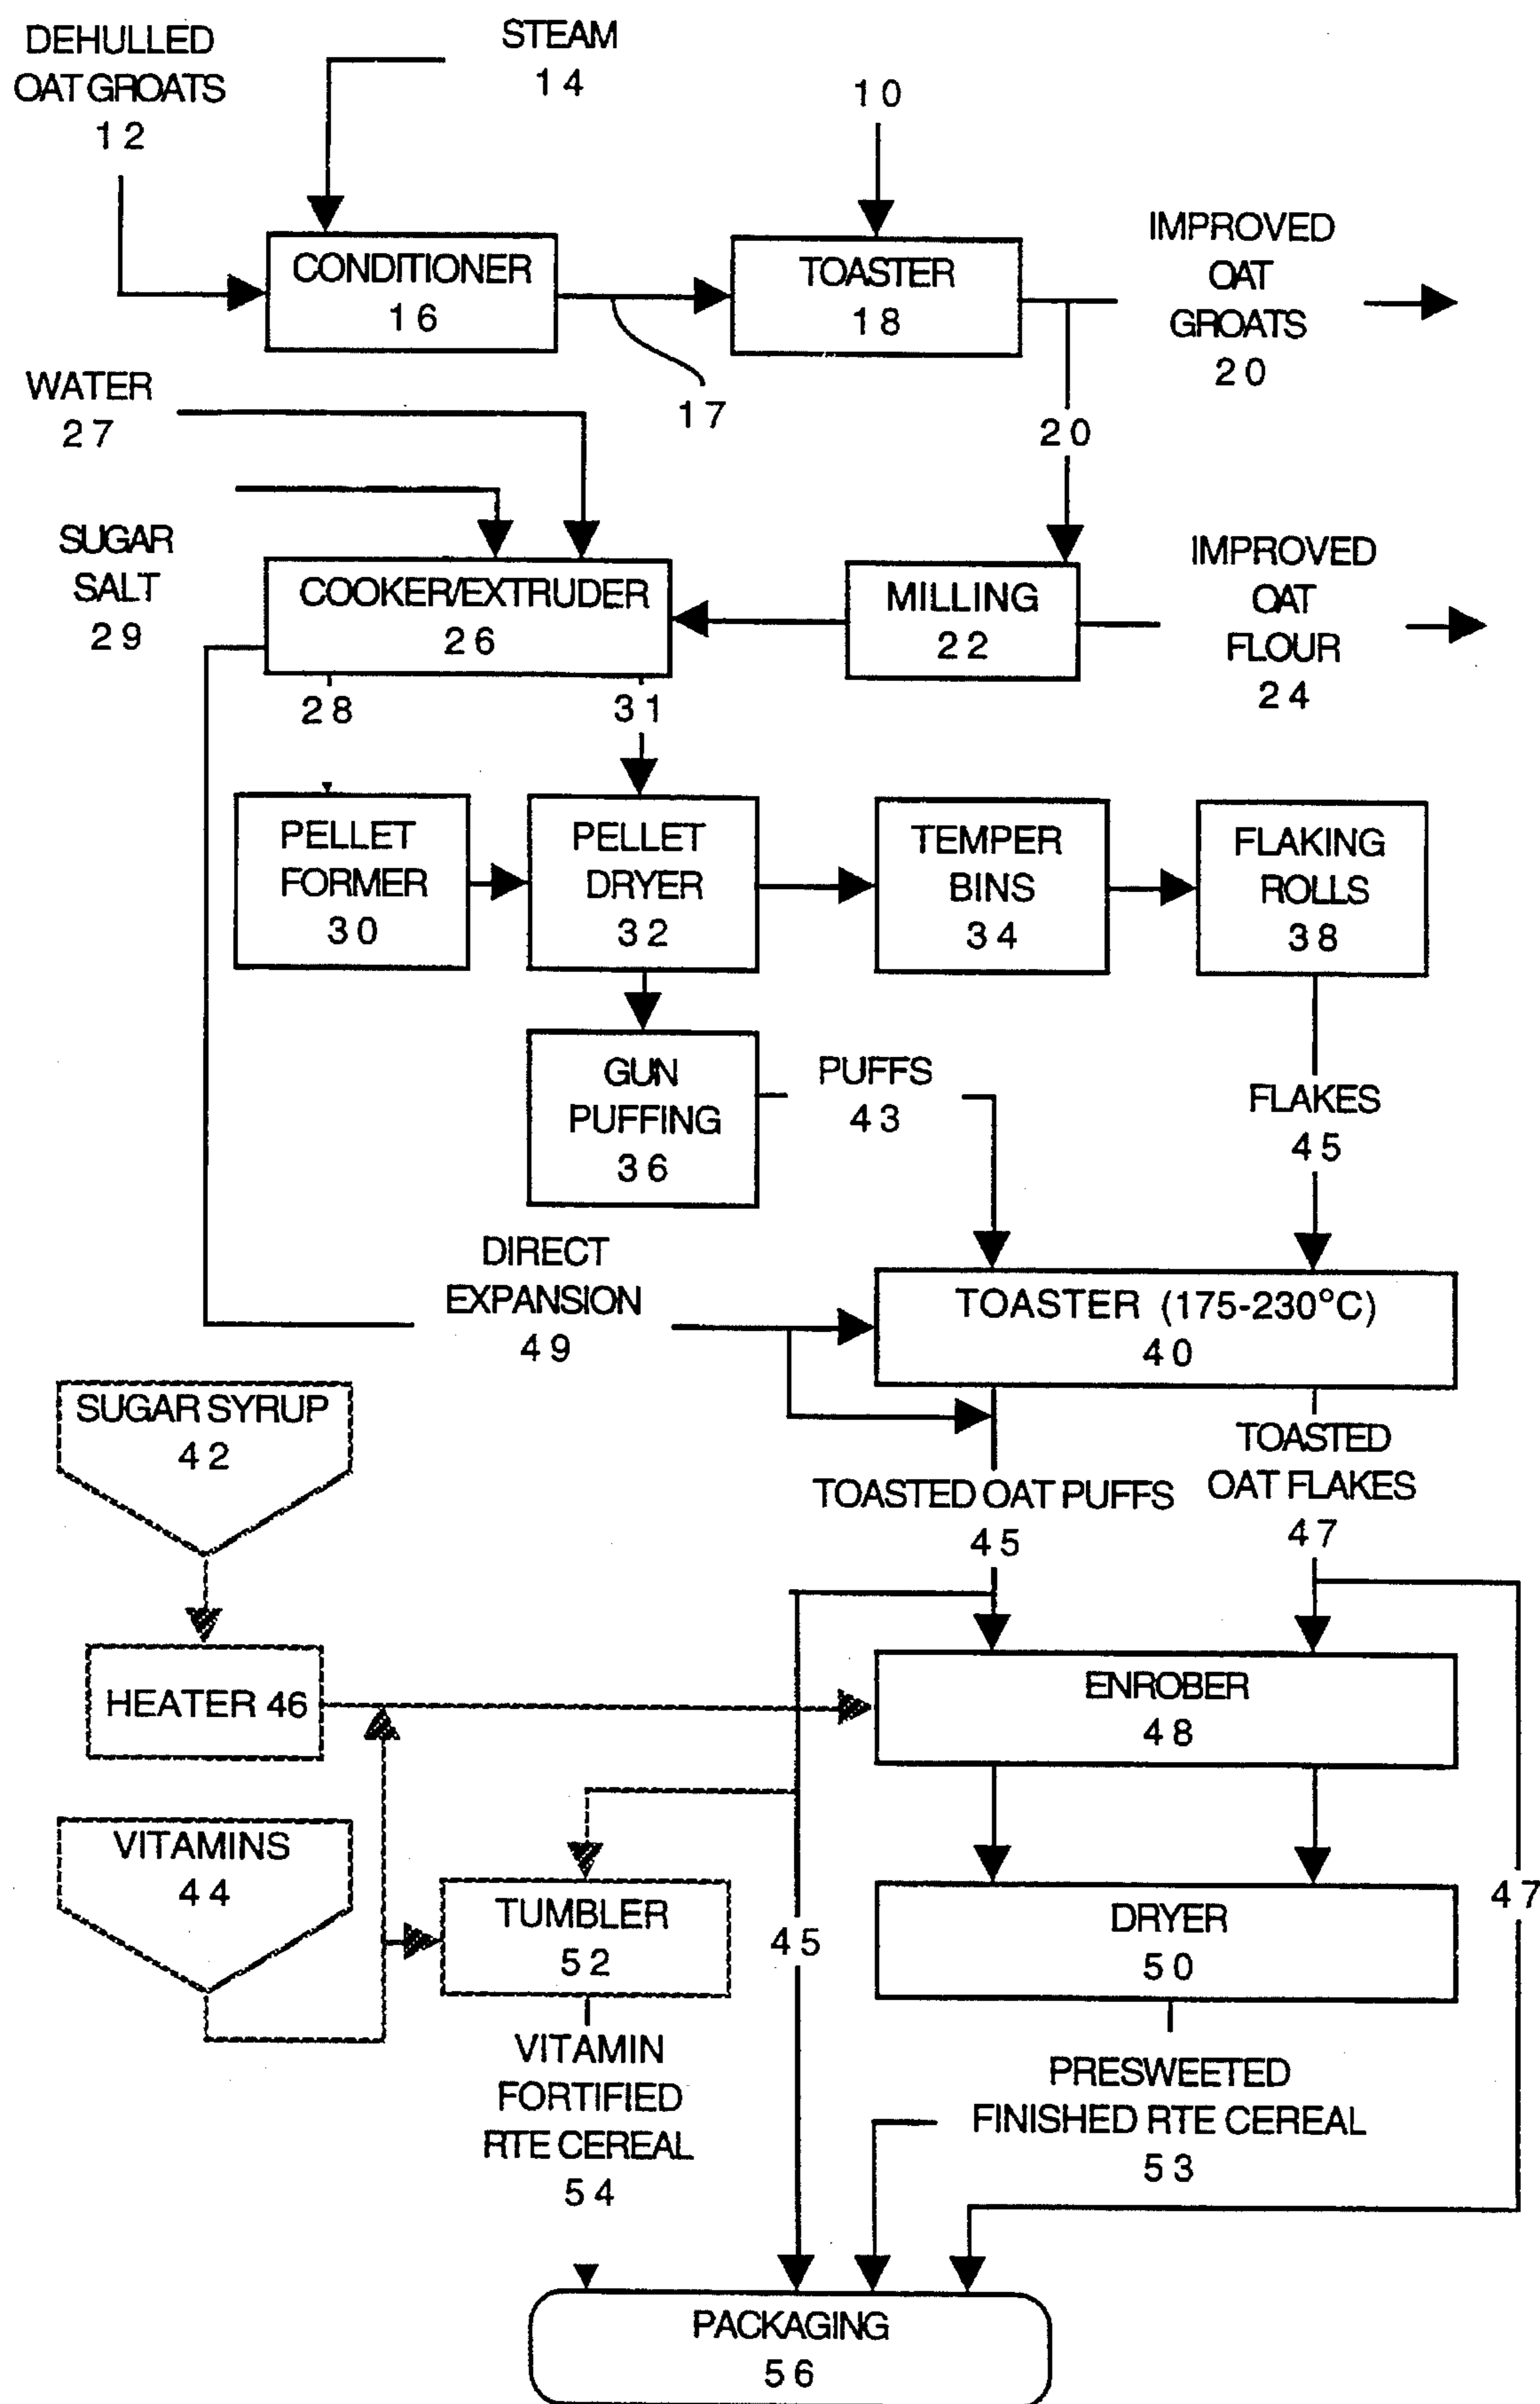 DEHULLED
OAT GROATS
12
STEAM
14
10
CONDITIONER
16
TOASTER
18
IMPROVED
OAT
GROATS
20
17
20
WATER
27
SUGAR
SALT
29
COOKER/EXTRUDER
26
MILLING
22
IMPROVED
OAT
FLOUR
24
28
31
PELLET
FORMER
30
PELLET
DRYER
32
TEMPER
BINS
34
FLAKING
ROLLS
38
GUN
PUFFING
36
PUFFS
43
FLAKES
45
DIRECT
EXPANSION
49
TOASTER (175-230°C)
40
SUGAR SYRUP
42
TOASTED OAT PUFFS
45
TOASTED
OAT FLAKES
47
HEATER 46
ENROBER
48
VITAMINS
44
TUMBLER
52
45
DRYER
50
47
VITAMIN
FORTIFIED
RTE CEREAL
54
PRESWEETED
FINISHED RTE CEREAL
53
PACKAGING
56